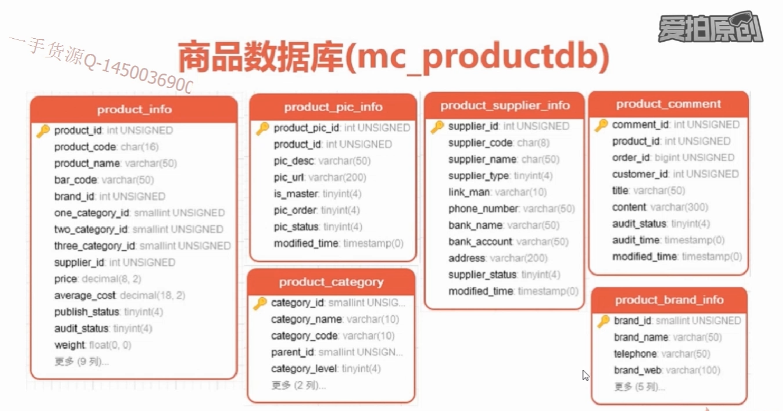 爱拍原创
一手货源Q-145003690
商品数据库(mc_productdb)
product_info
product_id: int UNSIGNED
product_code: char(16)
product_name: varchar(50)
bar_code: varchar(50)
brand_id: int UNSIGNED
one_category_id: smallint UNSIGNED
two_category_id: smallint UNSIGNED
three_category_id: smallint UNSIGNED
supplier_id: int UNSIGNED
price: decimal(8, 2)
average_cost: decimal(18, 2)
publish_status: tinyint(4)
audit_status: tinyint(4)
weight: float(0, 0)
更多 (9 列)...
product_pic_info
product_pic_id: int UNSIGNED
product_id: int UNSIGNED
pic_desc: varchar(50)
pic_url: varchar(200)
is_master: tinyint(4)
pic_order: tinyint(4)
pic_status: tinyint(4)
modified_time: timestamp(0)
product_category
category_id: smallint UNSIG...
category_name: varchar(10)
category_code: varchar(10)
parent_id: smallint UNSIGN...
category_level: tinyint(4)
更多 (2 列)...
product_supplier_info
supplier_id: int UNSIGNED
supplier_code: char(8)
supplier_name: char(50)
supplier_type: tinyint(4)
link_man: varchar(10)
phone_number: varchar(50)
bank_name: varchar(50)
bank_account: varchar(50)
address: varchar(200)
supplier_status: tinyint(4)
modified_time: timestamp(0)
product_comment
comment_id: int UNSIGNED
product_id: int UNSIGNED
order_id: bigint UNSIGNED
customer_id: int UNSIGNED
title: varchar(50)
content: varchar(300)
audit_status: tinyint(4)
audit_time: timestamp(0)
modified_time: timestamp(0)
product_brand_info
brand_id: smallint UNSIGNED
brand_name: varchar(50)
telephone: varchar(50)
brand_web: varchar(100)
更多 (5 列)...